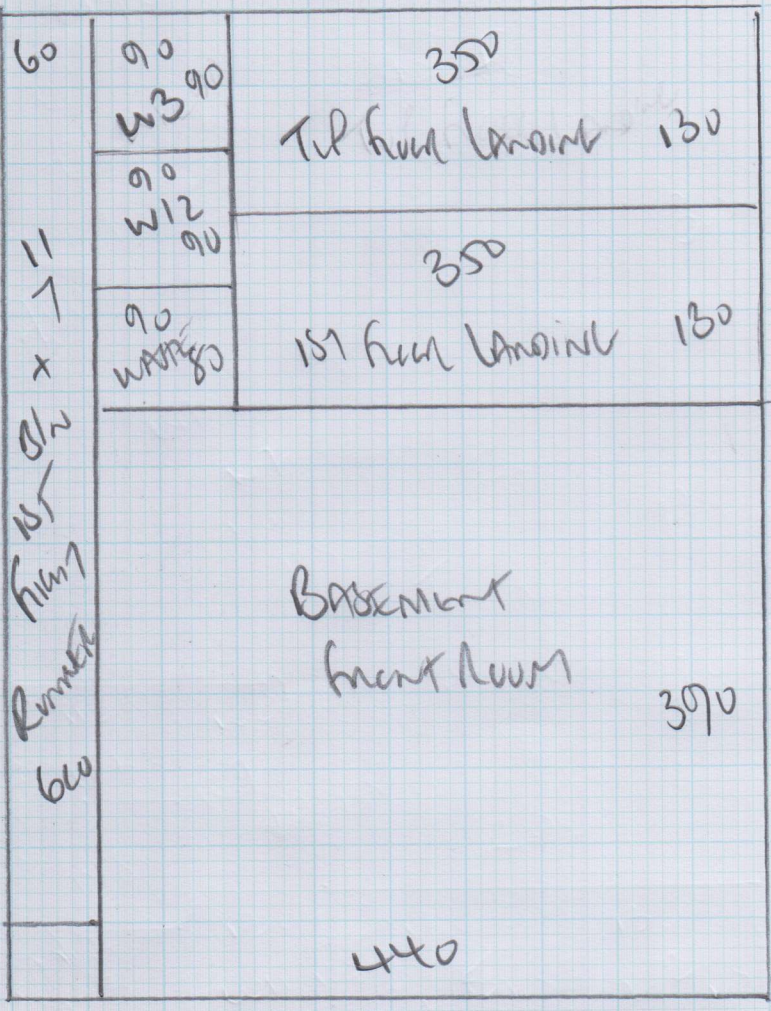 60
90
W3 90
350
TOP FLOOR LANDING 130
90
W12
90
350
1ST FLOOR LANDING 130
90
WASTE 80
11
7
x
B/W
1ST
FLIGHT
RUNNER
600
BASEMENT
FRONT ROOM
390
440